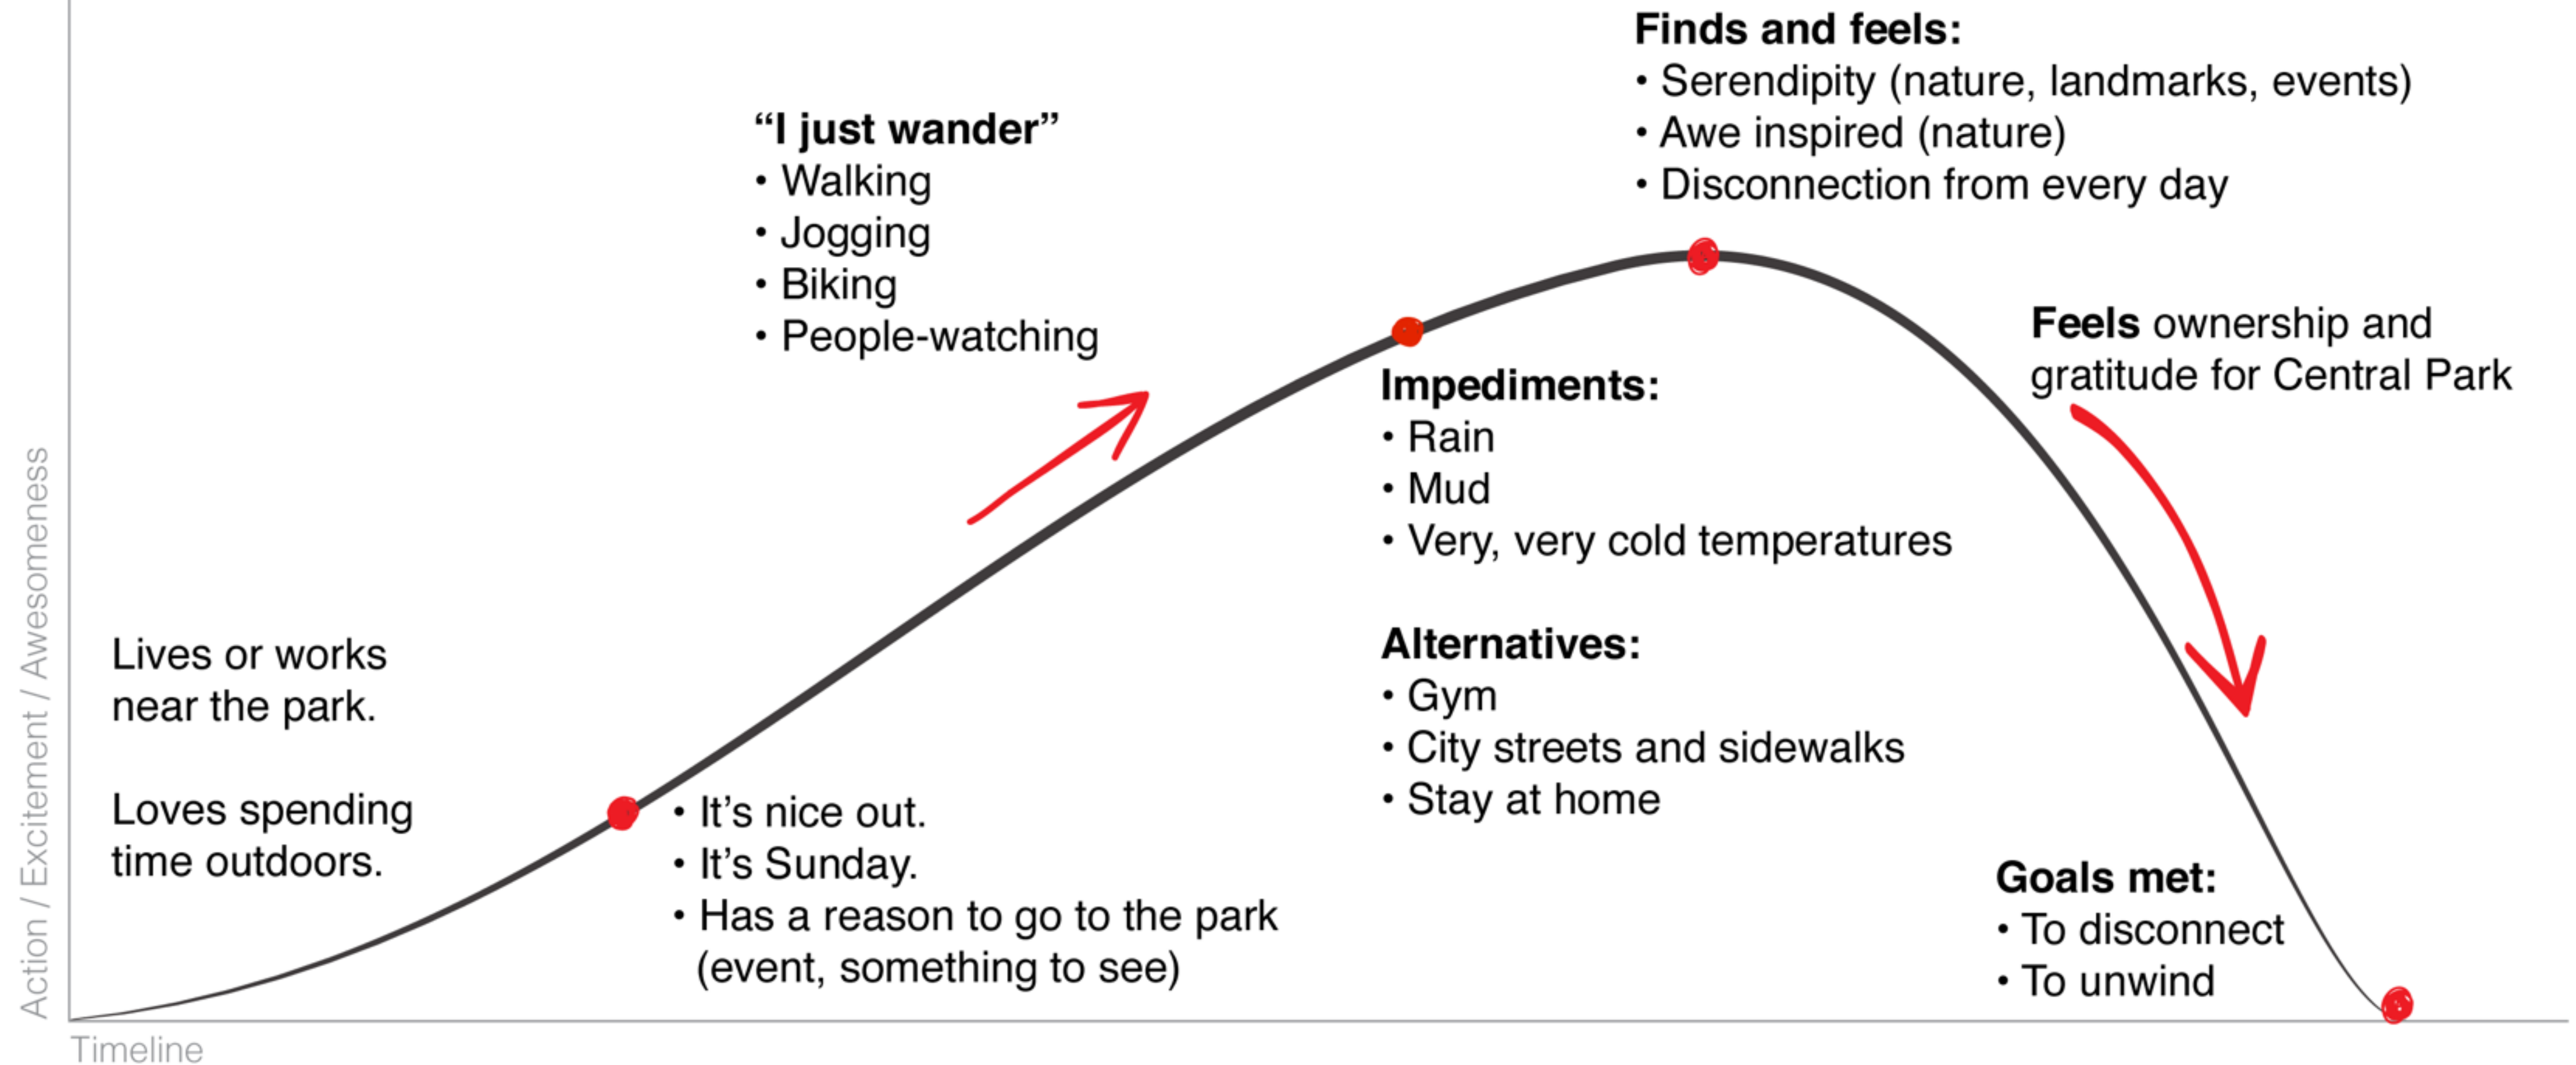 Finds and feels:
• Serendipity (nature, landmarks, events)
• Awe inspired (nature)
• Disconnection from every day
“I just wander”
• Walking
• Jogging
• Biking
• People-watching
Feels ownership and
gratitude for Central Park
Impediments:
• Rain
• Mud
• Very, very cold temperatures
Alternatives:
• Gym
• City streets and sidewalks
• Stay at home
Lives or works
near the park.
Loves spending
time outdoors.
• It’s nice out.
• It’s Sunday.
• Has a reason to go to the park
(event, something to see)
Goals met:
• To disconnect
• To unwind
Action / Excitement / Awesomeness
Timeline